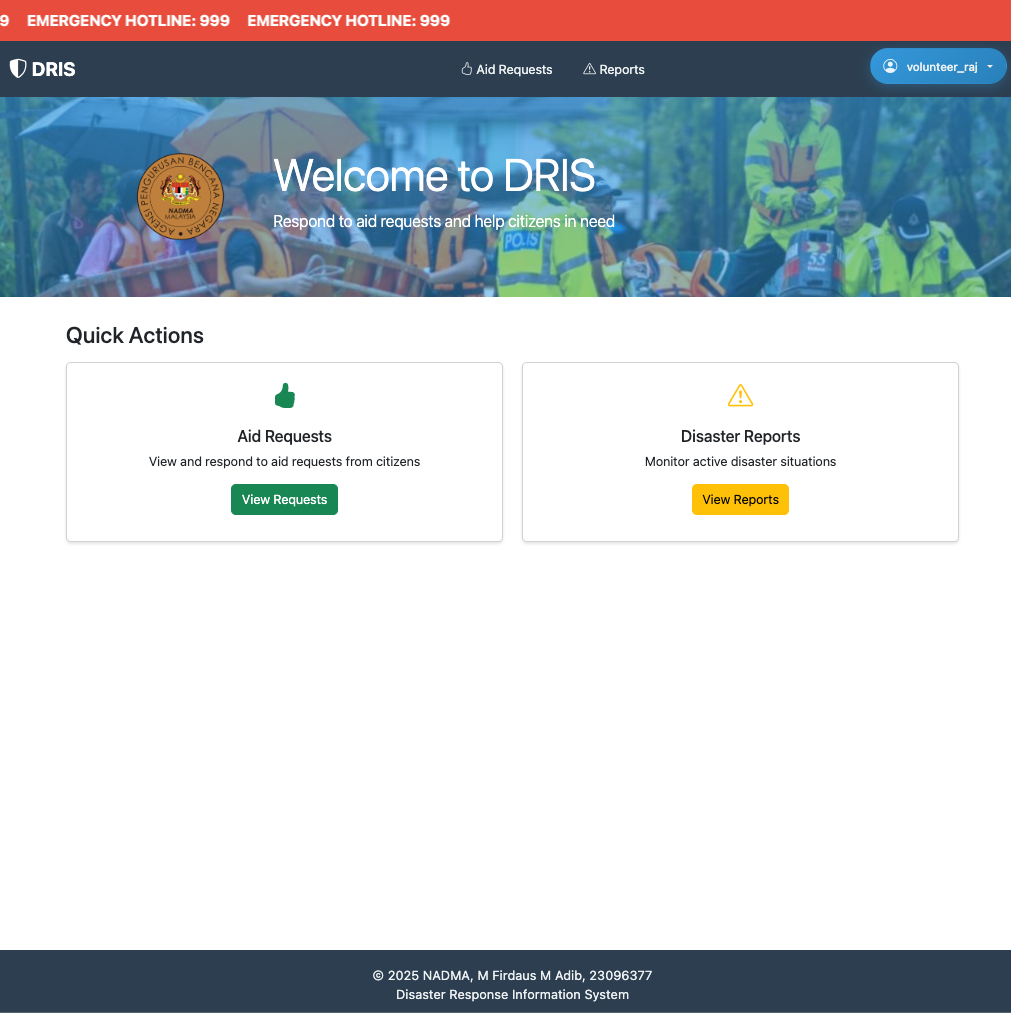 9 EMERGENCY HOTLINE: 999 EMERGENCY HOTLINE: 999
DRIS
Aid Requests
Reports
volunteer_raj
AGENSI PENGURUSAN BENCANA NEGARA
NADMA
MALAYSIA
Welcome to DRIS
Respond to aid requests and help citizens in need
POLIS
55
Quick Actions
Aid Requests
View and respond to aid requests from citizens
View Requests
Disaster Reports
Monitor active disaster situations
View Reports
© 2025 NADMA, M Firdaus M Adib, 23096377
Disaster Response Information System